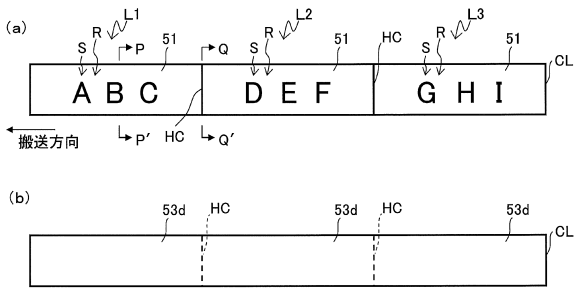 (a)
L1 L2 L3
S R P 51 Q S R 51 HC S R 51 CL
A B C D E F G H I
搬送方向 P′ HC Q′
(b)
53d HC 53d HC 53d CL